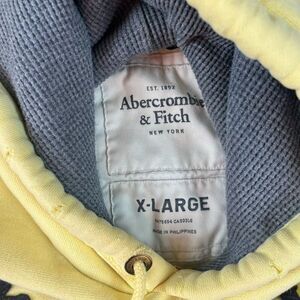 EST. 1892
Abercrombie
& Fitch
NEW YORK
X-LARGE
MADE IN PHILIPPINES